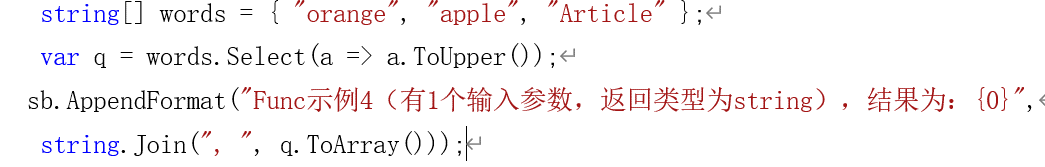 string[] words = { "orange", "apple", "Article" };↵
var q = words.Select(a => a.ToUpper());↵
sb.AppendFormat("Func示例4（有1个输入参数，返回类型为string），结果为：{0}",↵
string.Join(", ", q.ToArray()));↵